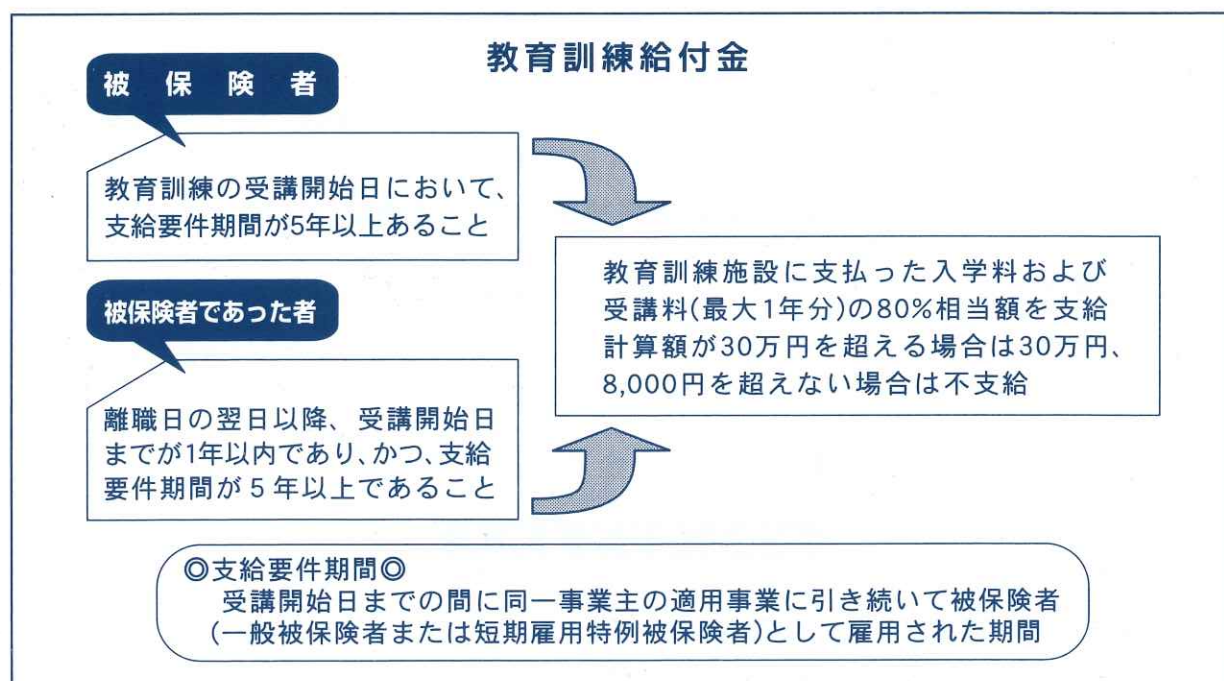 教育訓練給付金
被保険者
教育訓練の受講開始日において、
支給要件期間が5年以上あること
被保険者であった者
離職日の翌日以降、受講開始日
までが1年以内であり、かつ、支給
要件期間が5年以上であること
教育訓練施設に支払った入学料および
受講料(最大1年分)の80%相当額を支給
計算額が30万円を超える場合は30万円、
8,000円を超えない場合は不支給
◎支給要件期間◎
受講開始日までの間に同一事業主の適用事業に引き続いて被保険者
(一般被保険者または短期雇用特例被保険者)として雇用された期間